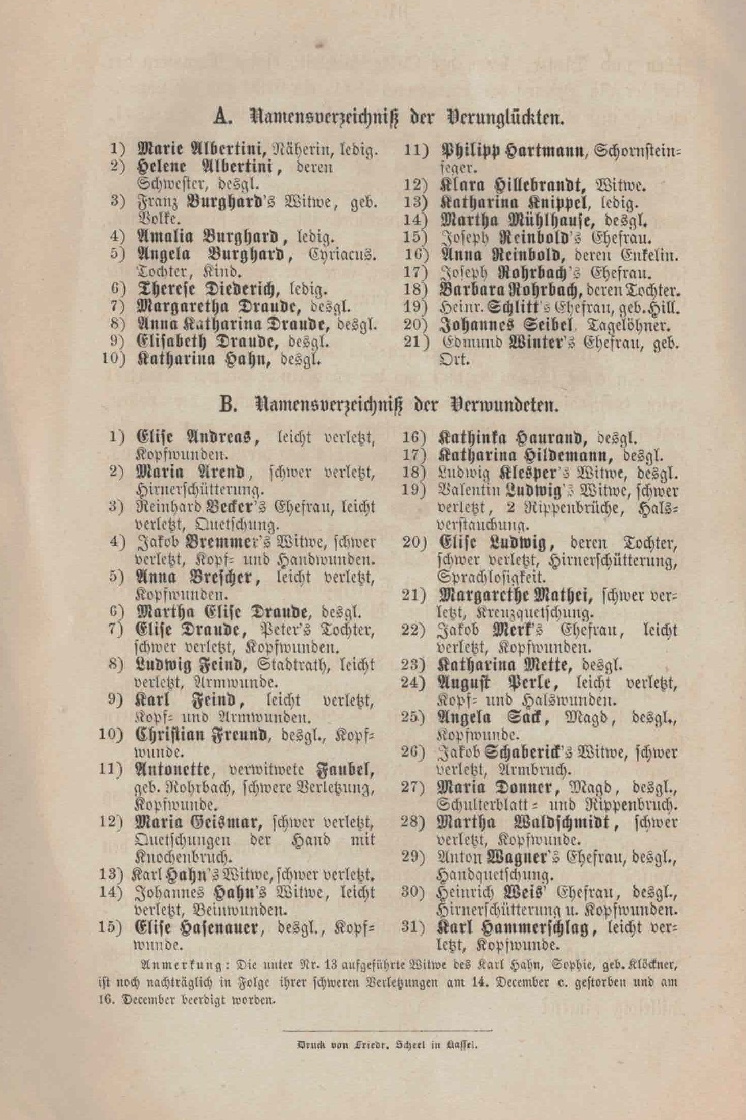 A. Namensverzeichniß der Verunglückten.
1) Marie Albertini, Näherin, ledig.
2) Helene Albertini, deren
Schwester, desgl.
3) Franz Burghard's Witwe, geb.
Volke.
4) Amalia Burghard, ledig.
5) Angela Burghard, Cyriacus.
Tochter, Kind.
6) Therese Diederich, ledig.
7) Margaretha Draude, desgl.
8) Anna Katharina Draude, desgl.
9) Elisabeth Draude, desgl.
10) Katharina Hahn, desgl.
11) Philipp Hartmann, Schornstein-
feger.
12) Klara Hillebrandt, Witwe.
13) Katharina Knippel, ledig.
14) Martha Mühlhause, desgl.
15) Joseph Reinbold's Ehefrau.
16) Anna Reinbold, deren Enkelin.
17) Joseph Rohrbach's Ehefrau.
18) Barbara Rohrbach, deren Tochter.
19) Heinr. Schlitt's Ehefrau, geb. Hill.
20) Johannes Seibel, Tagelöhner.
21) Edmund Winter's Ehefrau, geb.
Ort.
B. Namensverzeichniß der Verwundeten.
1) Elise Andreas, leicht verletzt,
Kopfwunden.
2) Maria Arend, schwer verletzt,
Hirnerschütterung.
3) Reinhard Becker's Ehefrau, leicht
verletzt, Quetschung.
4) Jakob Bremmer's Witwe, schwer
verletzt, Kopf- und Handwunden.
5) Anna Brescher, leicht verletzt,
Kopfwunden.
6) Martha Elise Draude, desgl.
7) Elise Draude, Peter's Tochter,
schwer verletzt, Kopfwunden.
8) Ludwig Feind, Stadtrath, leicht
verletzt, Armwunde.
9) Karl Feind, leicht verletzt,
Kopf- und Armwunden.
10) Christian Freund, desgl., Kopf-
wunde.
11) Antonette, verwitwete Faubel,
geb. Rohrbach, schwere Verletzung,
Kopfwunde.
12) Maria Geismar, schwer verletzt,
Quetschungen der Hand mit
Knochenbruch.
13) Karl Hahn's Witwe, schwer verletzt.
14) Johannes Hahn's Witwe, leicht
verletzt, Beinwunden.
15) Elise Hasenauer, desgl., Kopf-
wunde.
16) Kathinka Haurand, desgl.
17) Katharina Hildemann, desgl.
18) Ludwig Klesper's Witwe, desgl.
19) Valentin Ludwig's Witwe, schwer
verletzt, 2 Rippenbrüche, Hals-
verstauchung.
20) Elise Ludwig, deren Tochter,
schwer verletzt, Hirnerschütterung,
Sprachlosigkeit.
21) Margarethe Mathei, schwer ver-
letzt, Kreuzquetschung.
22) Jakob Merk's Ehefrau, leicht
verletzt, Kopfwunden.
23) Katharina Mette, desgl.
24) August Perle, leicht verletzt,
Kopf- und Halswunden.
25) Angela Sack, Magd, desgl.,
Kopfwunde.
26) Jakob Schaberick's Witwe, schwer
verletzt, Armbruch.
27) Maria Donner, Magd, desgl.,
Schulterblatt- und Rippenbruch.
28) Martha Waldschmidt, schwer
verletzt, Kopfwunde.
29) Anton Wagner's Ehefrau, desgl.,
Handquetschung.
30) Heinrich Weis' Ehefrau, desgl.,
Hirnerschütterung u. Kopfwunden.
31) Karl Hammerschlag, leicht ver-
letzt, Kopfwunde.
Anmerkung: Die unter Nr. 13 aufgeführte Witwe des Karl Hahn, Sophie, geb. Klöckner,
ist noch nachträglich in Folge ihrer schweren Verletzungen am 14. December c. gestorben und am
16. December beerdigt worden.
Druck von Friedr. Scheel in Kassel.